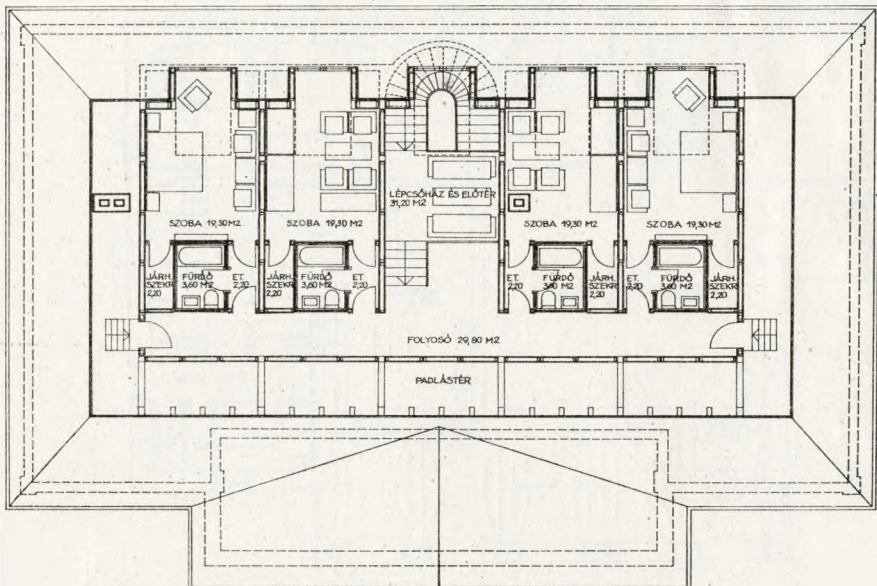 LÉPCSŐHÁZ ÉS ELŐTÉR
31,20 M2
SZOBA 19,30 M2
SZOBA 19,30 M2
SZOBA 19,30 M2
SZOBA 19,30 M2
JÁRH.
SZEKR.
2,20
FÜRDŐ
3,60 M2
ET.
2,20
JÁRH.
SZEKR.
2,20
FÜRDŐ
3,60 M2
ET.
2,20
ET.
2,20
FÜRDŐ
3,60 M2
JÁRH.
SZEKR.
2,20
ET.
2,20
FÜRDŐ
3,60 M2
JÁRH.
SZEKR.
2,20
FOLYOSÓ 29,80 M2
PADLÁSTÉR